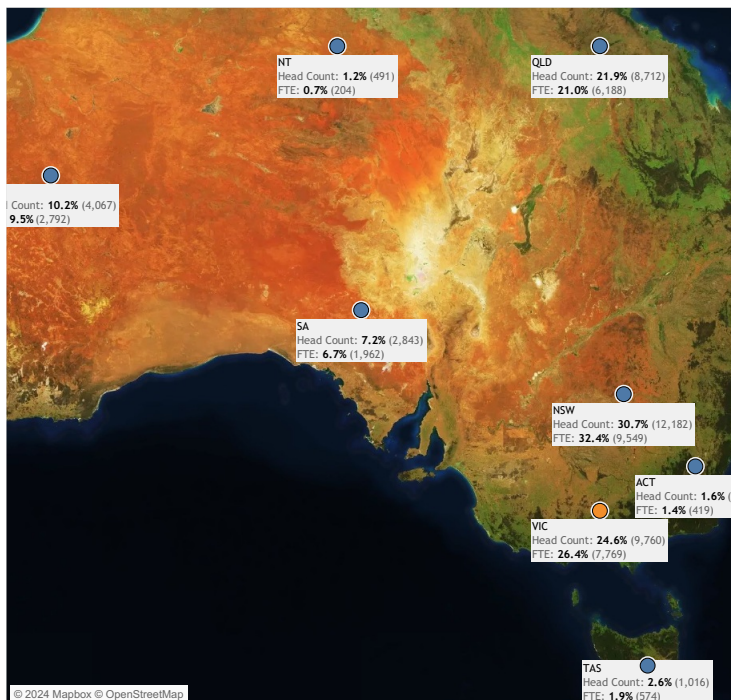 NT
Head Count: 1.2% (491)
FTE: 0.7% (204)
QLD
Head Count: 21.9% (8,712)
FTE: 21.0% (6,188)
Count: 10.2% (4,067)
9.5% (2,792)
SA
Head Count: 7.2% (2,843)
FTE: 6.7% (1,962)
NSW
Head Count: 30.7% (12,182)
FTE: 32.4% (9,549)
ACT
Head Count: 1.6% (
FTE: 1.4% (419)
VIC
Head Count: 24.6% (9,760)
FTE: 26.4% (7,769)
TAS
Head Count: 2.6% (1,016)
FTE: 1.9% (574)
© 2024 Mapbox © OpenStreetMap